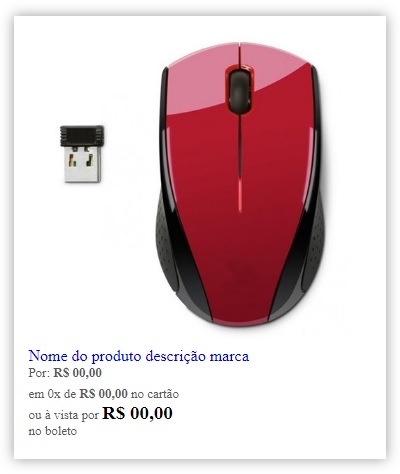 Nome do produto descrição marca
Por: R$ 00,00
em 0x de R$ 00,00 no cartão
ou à vista por R$ 00,00
no boleto